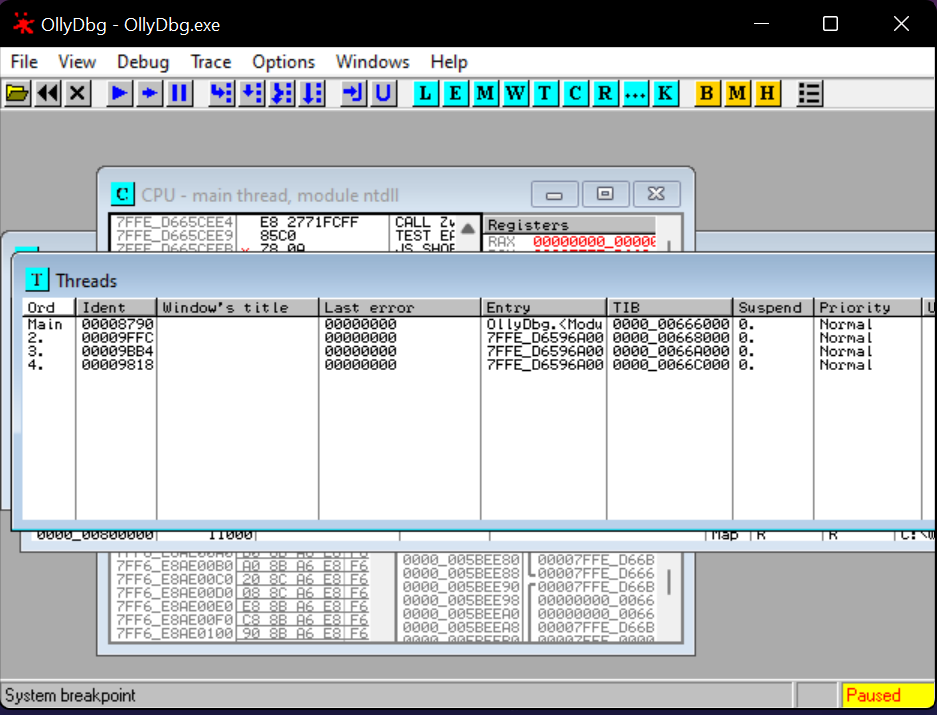 OllyDbg - OllyDbg.exe
File View Debug Trace Options Windows Help
L E M W T C R ... K B M H
C CPU - main thread, module ntdll
7FFE_D665CEE4 E8 2771FCFF CALL Zw
7FFE_D665CEE9 85C0 TEST EA
7FFE_D665CEEB 78 0A JS SHOR
Registers
RAX 00000000_00000
T Threads
Ord Ident Window's title Last error Entry TIB Suspend Priority U
Main 00008790 00000000 OllyDbg.<Modu 0000_00666000 0. Normal
2. 00009FFC 00000000 7FFE_D6596A00 0000_00668000 0. Normal
3. 00009BB4 00000000 7FFE_D6596A00 0000_0066A000 0. Normal
4. 00009818 00000000 7FFE_D6596A00 0000_0066C000 0. Normal
0000_00800000 11000 Map R R C:\W
7FF6_E8AE00B0 A0 8B A6 E8 F6
7FF6_E8AE00C0 20 8C A6 E8 F6
7FF6_E8AE00D0 08 8C A6 E8 F6
7FF6_E8AE00E0 E8 8B A6 E8 F6
7FF6_E8AE00F0 C8 8B A6 E8 F6
7FF6_E8AE0100 90 8B A6 E8 F6
0000_005BEE80 00007FFE_D66B
0000_005BEE88 00007FFE_D666
0000_005BEE90 00007FFE_D66B
0000_005BEE98 00000000_0066
0000_005BEEA0 00000000_0066
0000_005BEEA8 00007FFE_D66B
System breakpoint
Paused